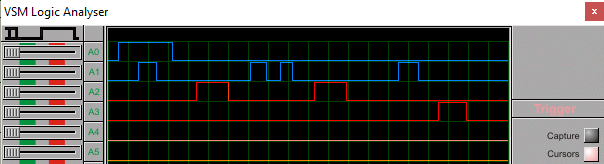 VSM Logic Analyser
x
A0
A1
A2
A3
A4
A5
Trigger
Capture
Cursors